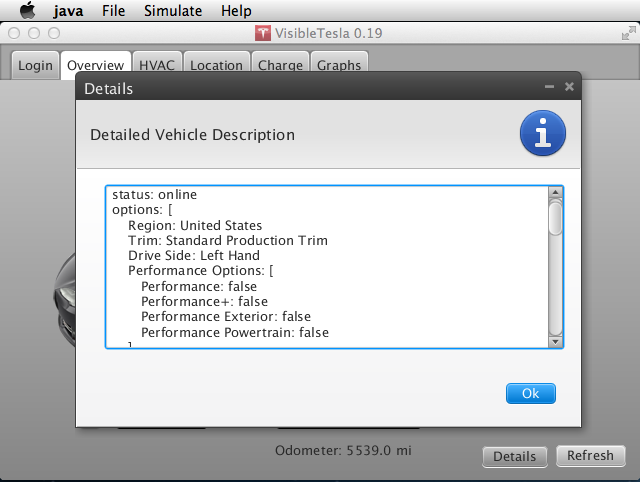 java File Simulate Help
VisibleTesla 0.19
Login Overview HVAC Location Charge Graphs
Details
Detailed Vehicle Description
status: online
options: [
Region: United States
Trim: Standard Production Trim
Drive Side: Left Hand
Performance Options: [
Performance: false
Performance+: false
Performance Exterior: false
Performance Powertrain: false
]
Ok
Odometer: 5539.0 mi
Details Refresh